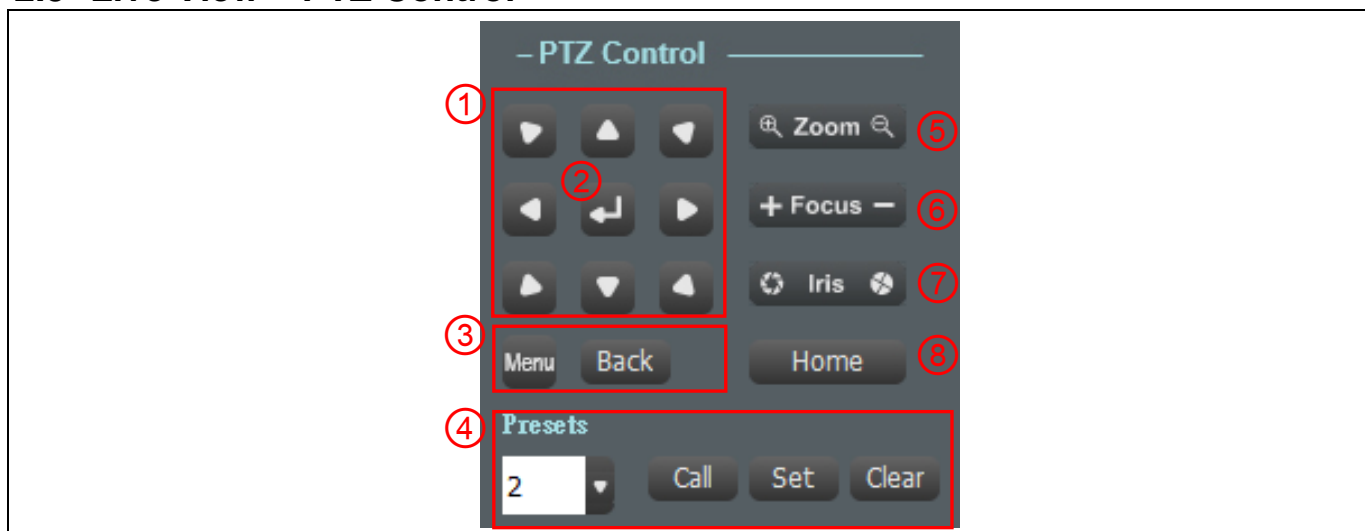 – PTZ Control
① Zoom ⑤
② + Focus – ⑥
Iris ⑦
③ Menu Back Home ⑧
④ Presets
2 Call Set Clear